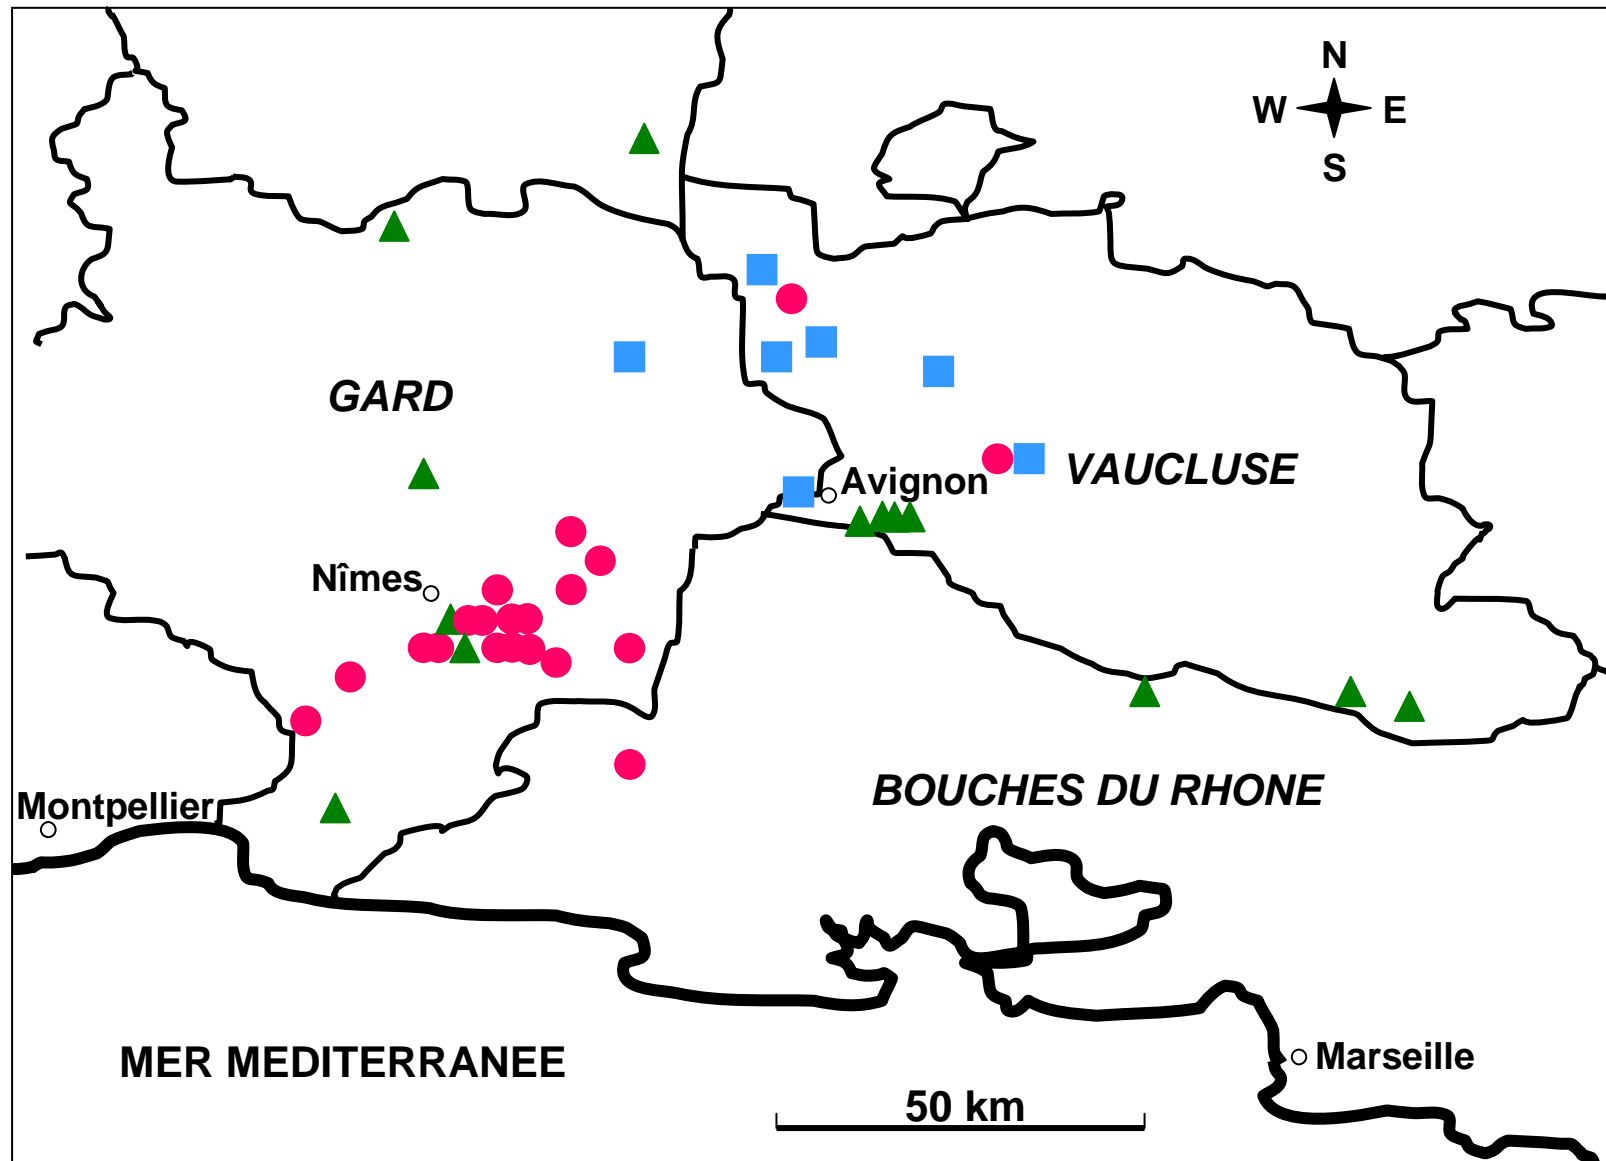 N
W E
S
GARD
VAUCLUSE
Avignon
Nîmes
BOUCHES DU RHONE
Montpellier
MER MEDITERRANEE
Marseille
50 km